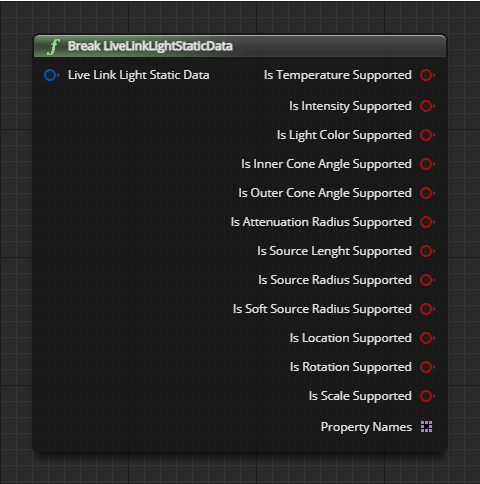 f Break LiveLinkLightStaticData
Live Link Light Static Data
Is Temperature Supported
Is Intensity Supported
Is Light Color Supported
Is Inner Cone Angle Supported
Is Outer Cone Angle Supported
Is Attenuation Radius Supported
Is Source Lenght Supported
Is Source Radius Supported
Is Soft Source Radius Supported
Is Location Supported
Is Rotation Supported
Is Scale Supported
Property Names